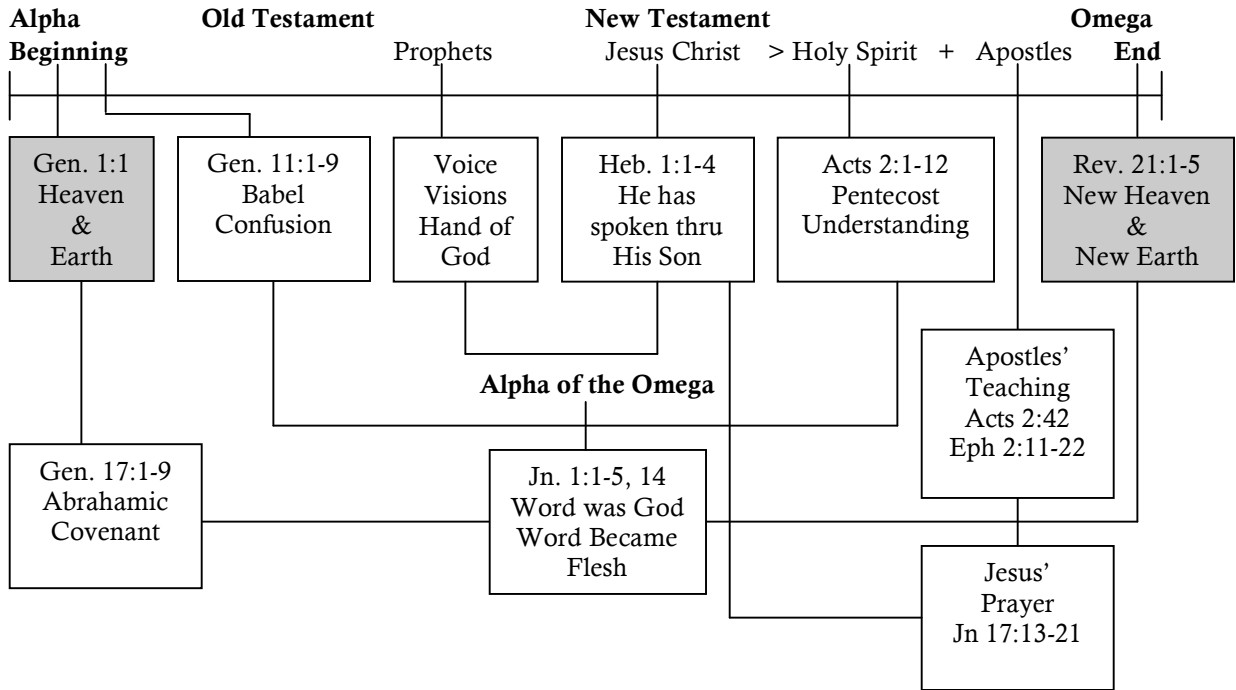 Alpha Old Testament New Testament Omega
Beginning Prophets Jesus Christ > Holy Spirit + Apostles End
Gen. 1:1
Heaven
&
Earth
Gen. 11:1-9
Babel
Confusion
Voice
Visions
Hand of
God
Heb. 1:1-4
He has
spoken thru
His Son
Acts 2:1-12
Pentecost
Understanding
Rev. 21:1-5
New Heaven
&
New Earth
Alpha of the Omega
Apostles’
Teaching
Acts 2:42
Eph 2:11-22
Gen. 17:1-9
Abrahamic
Covenant
Jn. 1:1-5, 14
Word was God
Word Became
Flesh
Jesus’
Prayer
Jn 17:13-21